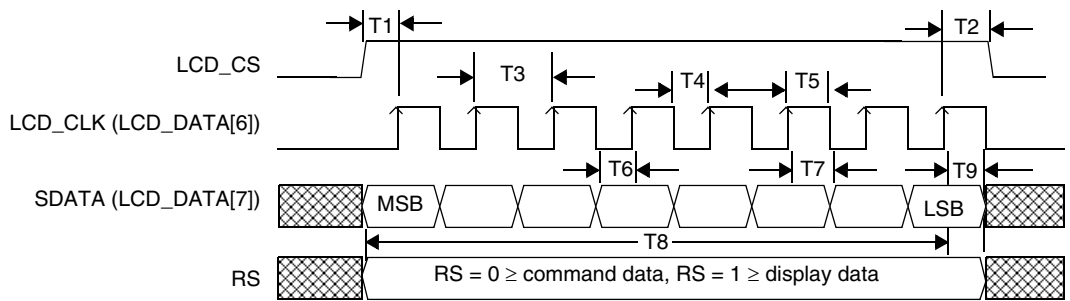 T1
T2
LCD_CS
T3
T4
T5
LCD_CLK (LCD_DATA[6])
T6
T7
T9
SDATA (LCD_DATA[7])
MSB
LSB
T8
RS
RS = 0 ≥ command data, RS = 1 ≥ display data